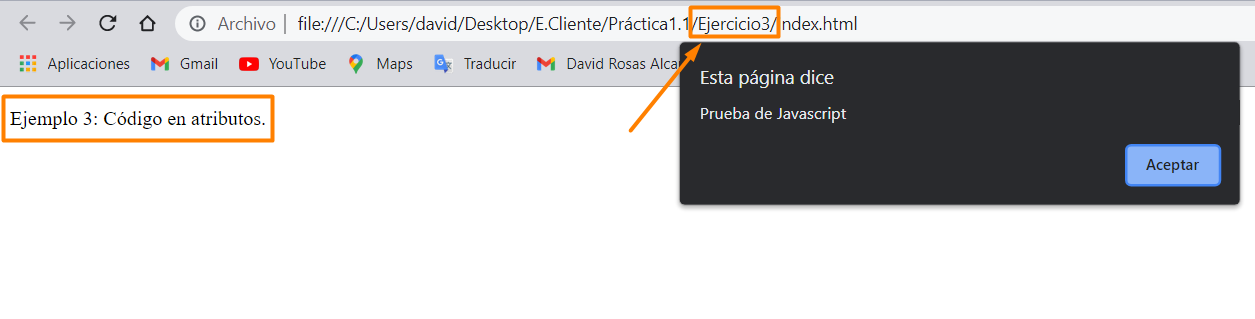 Archivo | file:///C:/Users/david/Desktop/E.Cliente/Práctica1.1/Ejercicio3/index.html
Aplicaciones Gmail YouTube Maps Traducir David Rosas Alca
Esta página dice
Prueba de Javascript
Aceptar
Ejemplo 3: Código en atributos.